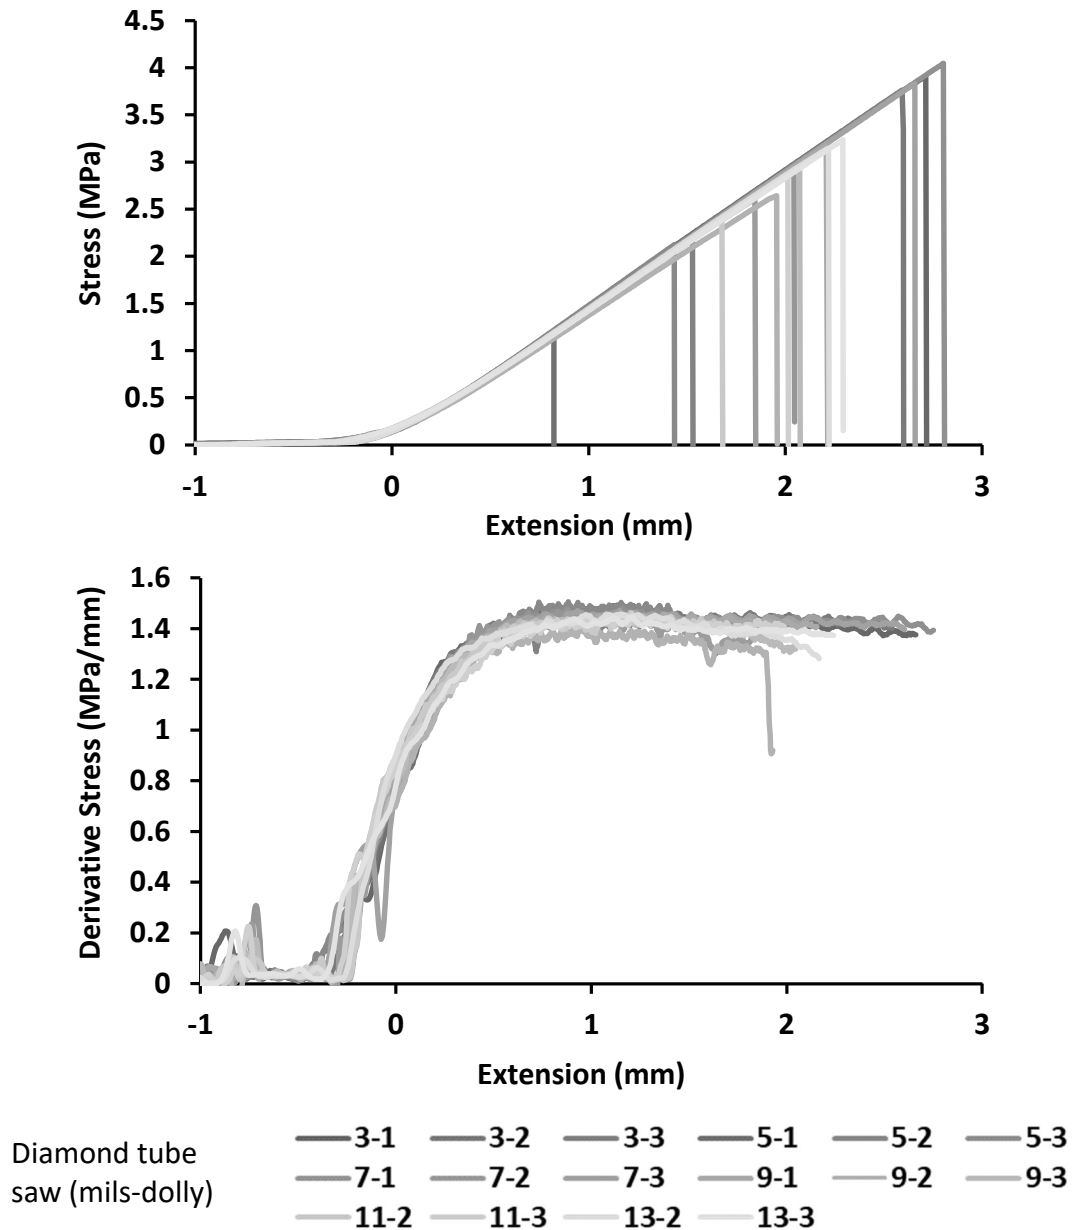 4.5
4
3.5
3
2.5
2
1.5
1
0.5
0
Stress (MPa)
-1 0 1 2 3
Extension (mm)
1.6
1.4
1.2
1
0.8
0.6
0.4
0.2
0
Derivative Stress (MPa/mm)
-1 0 1 2 3
Extension (mm)
Diamond tube
saw (mils-dolly)
3-1 3-2 3-3 5-1 5-2 5-3
7-1 7-2 7-3 9-1 9-2 9-3
11-2 11-3 13-2 13-3